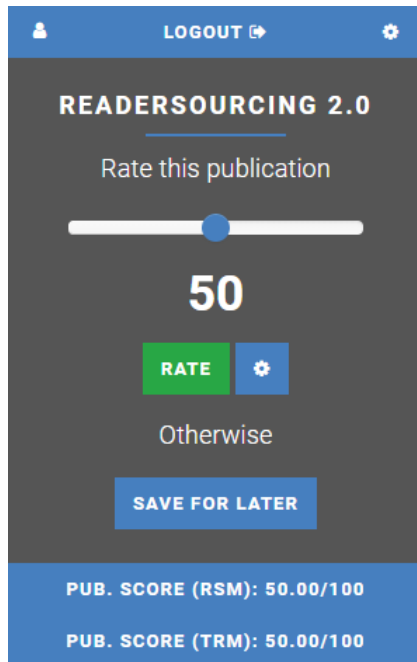 LOGOUT
READERSOURCING 2.0
Rate this publication
50
RATE
Otherwise
SAVE FOR LATER
PUB. SCORE (RSM): 50.00/100
PUB. SCORE (TRM): 50.00/100